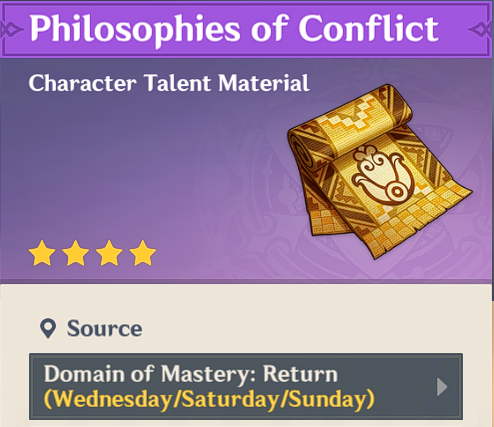 Philosophies of Conflict
Character Talent Material
Source
Domain of Mastery: Return
(Wednesday/Saturday/Sunday)